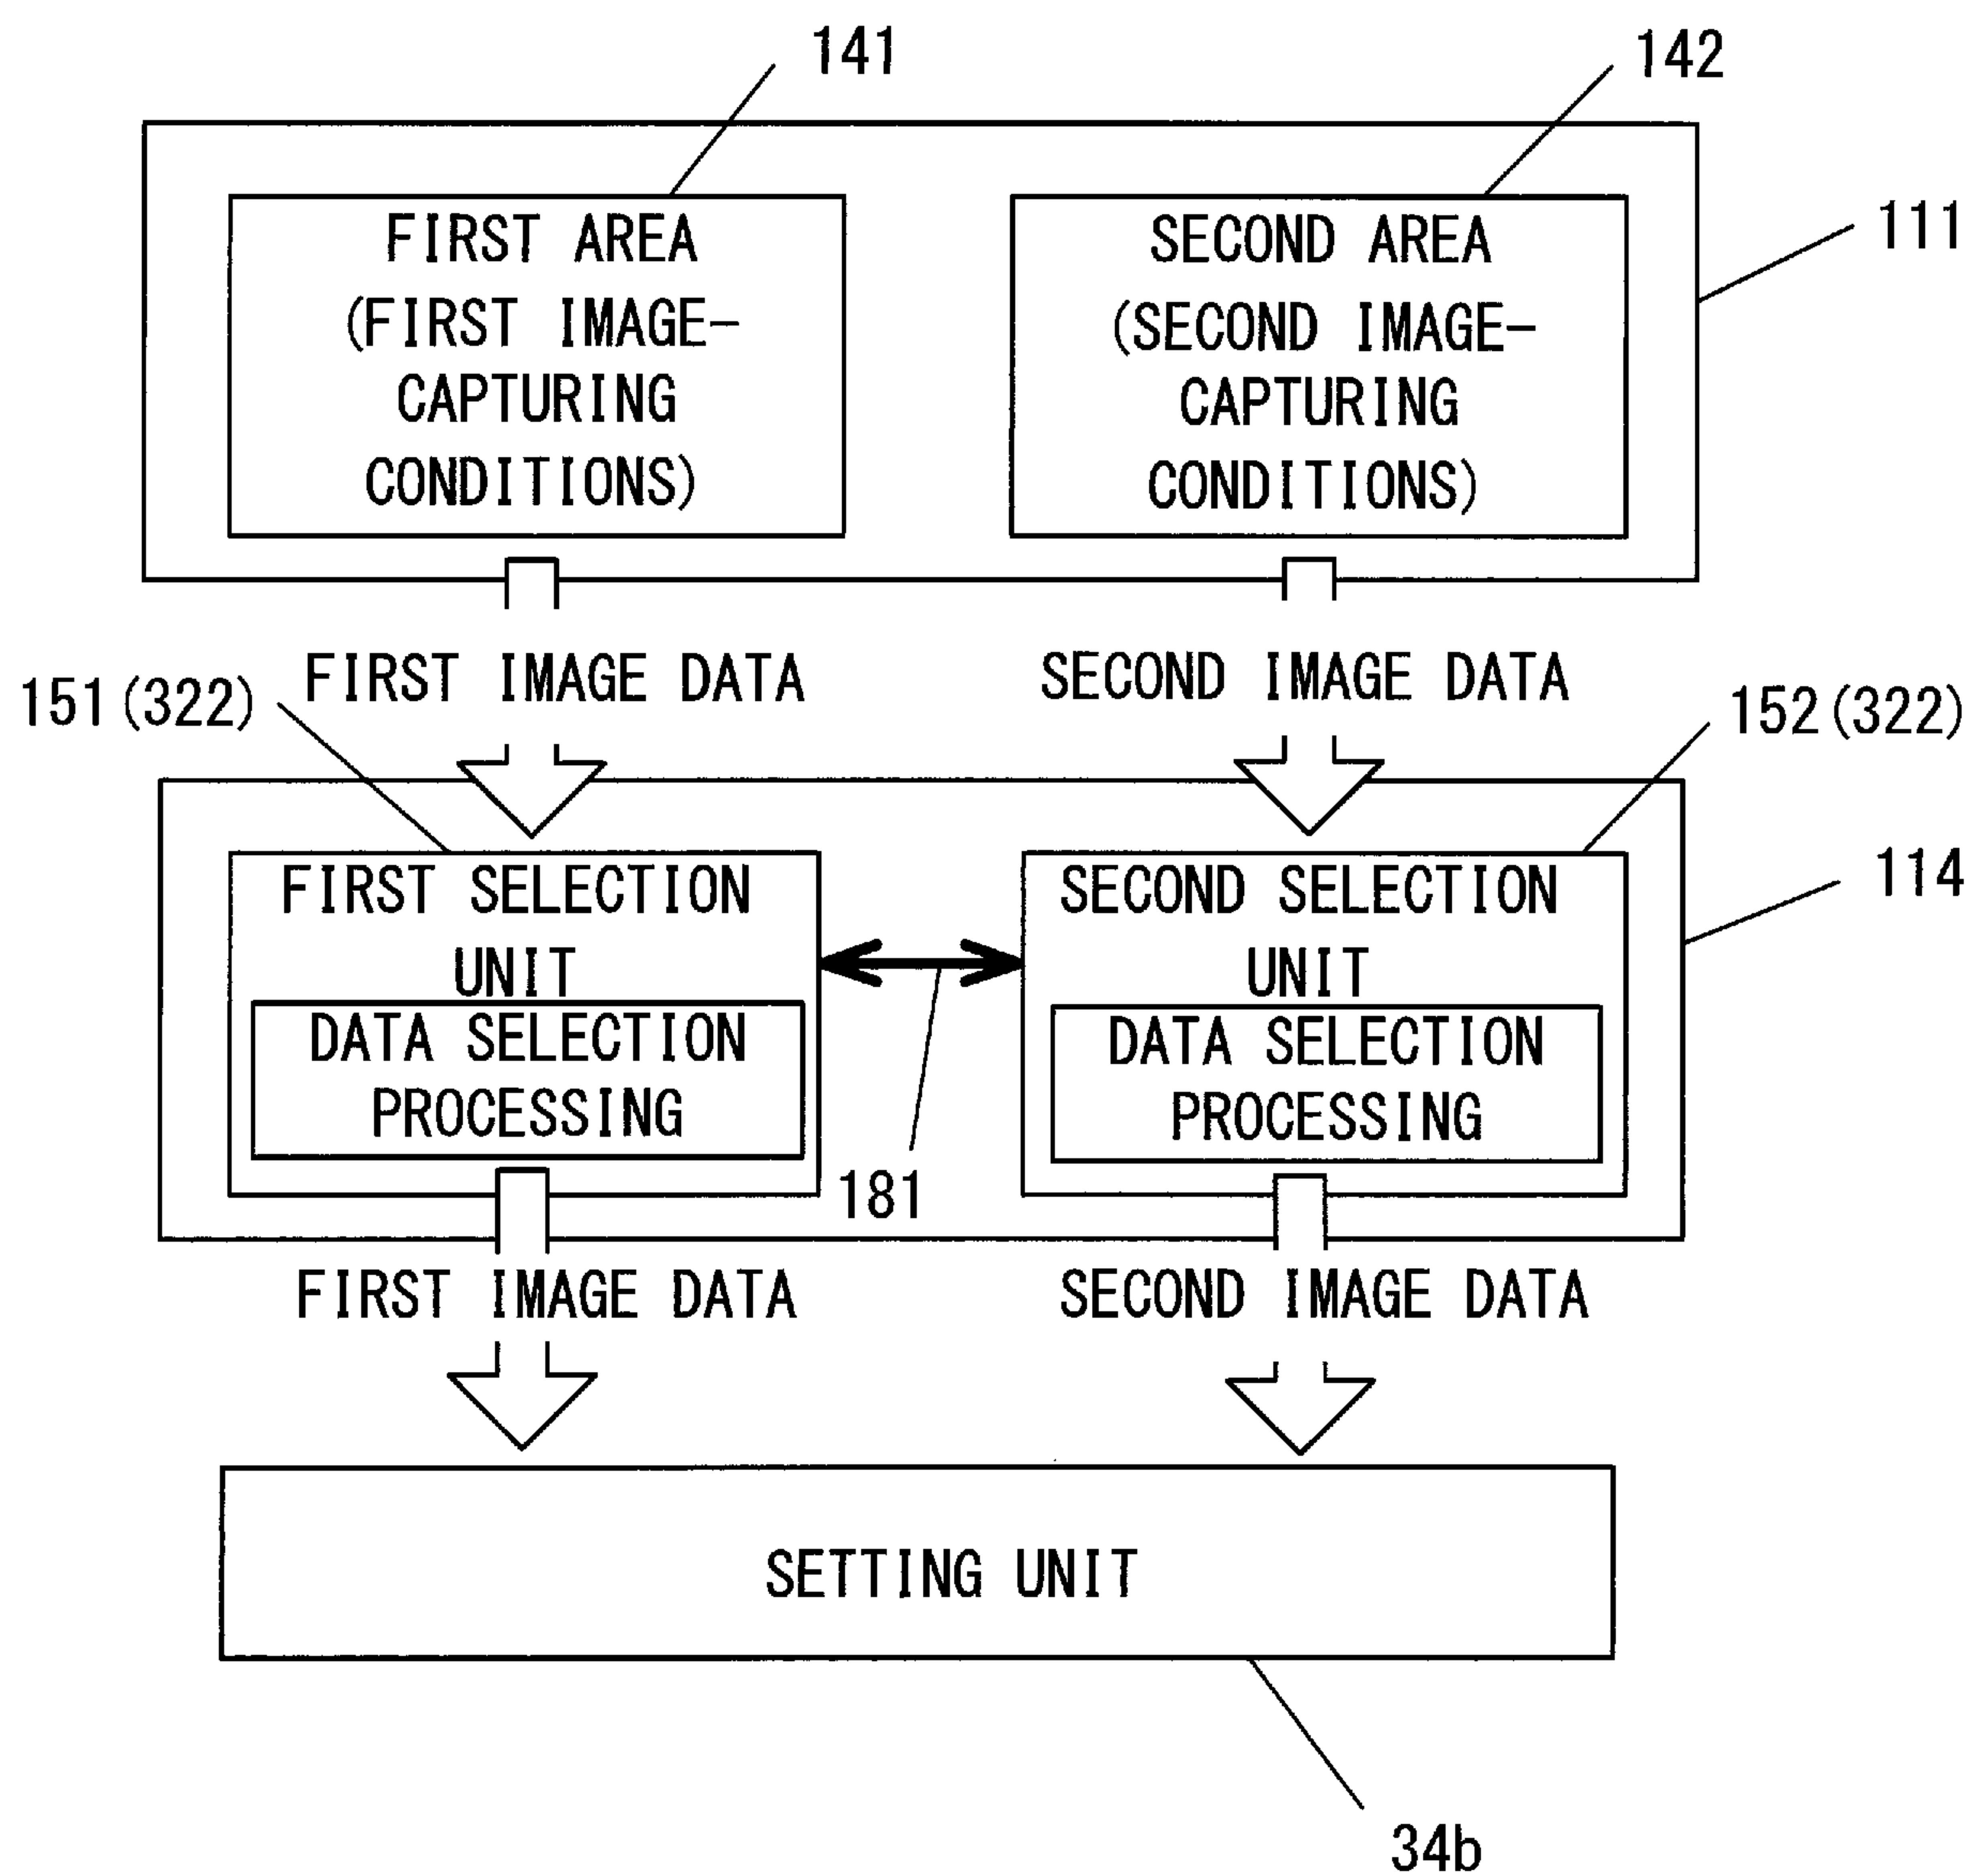 141
142
111
FIRST AREA
(FIRST IMAGE-
CAPTURING
CONDITIONS)
SECOND AREA
(SECOND IMAGE-
CAPTURING
CONDITIONS)
FIRST IMAGE DATA
SECOND IMAGE DATA
151(322)
152(322)
114
FIRST SELECTION
UNIT
DATA SELECTION
PROCESSING
SECOND SELECTION
UNIT
DATA SELECTION
PROCESSING
181
FIRST IMAGE DATA
SECOND IMAGE DATA
SETTING UNIT
34b